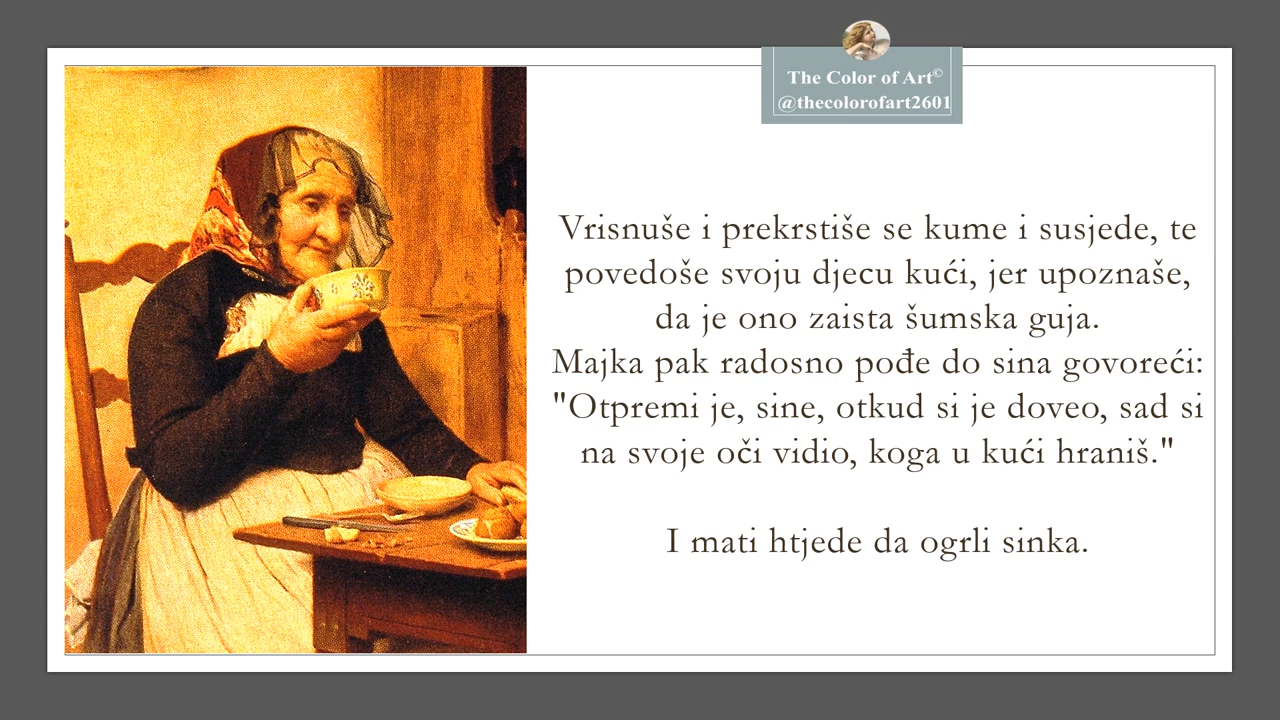 The Color of Art©
@thecolorofart2601
Vrisnuše i prekrstiše se kume i susjede, te
povedoše svoju djecu kući, jer upoznaše,
da je ono zaista šumska guja.
Majka pak radosno pođe do sina govoreći:
"Otpremi je, sine, otkud si je doveo, sad si
na svoje oči vidio, koga u kući hraniš."
I mati htjede da ogrli sinka.